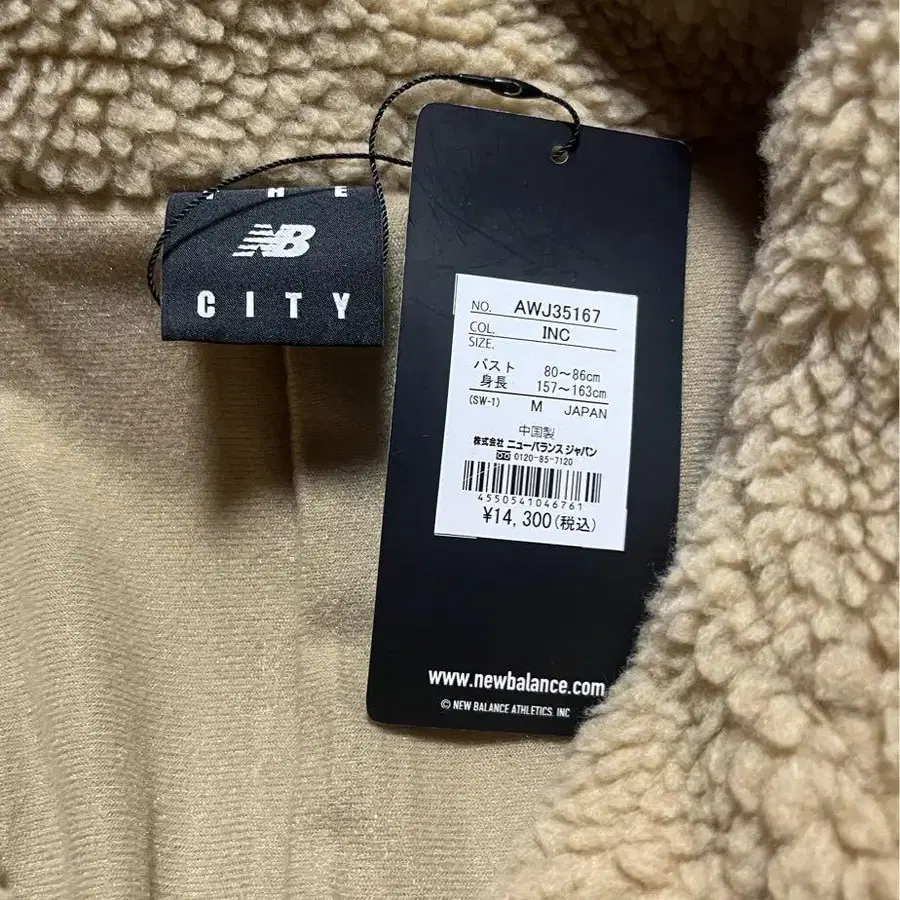 THE
NB
CITY
NO. AWJ35167
COL. INC
SIZE.
バスト 80～86cm
身長 157～163cm
(SW-1) M JAPAN
中国製
株式会社 ニューバランス ジャパン
0120-85-7120
4550541046761
¥14,300(税込)
www.newbalance.com
© NEW BALANCE ATHLETICS, INC